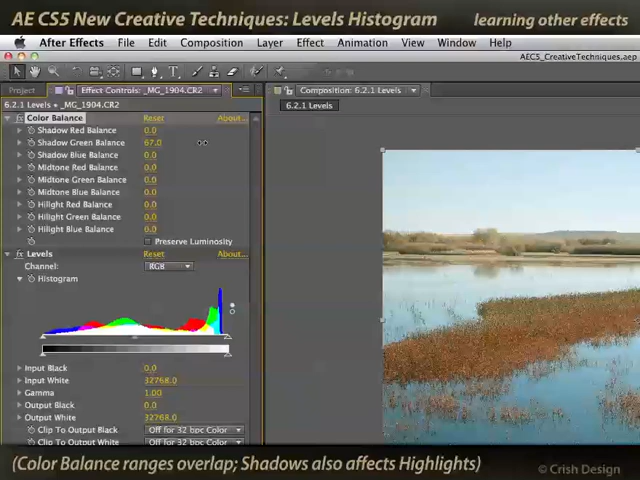 AE CS5 New Creative Techniques: Levels Histogram
learning other effects
After Effects File Edit Composition Layer Effect Animation View Window Help
AEC5_CreativeTechniques.aep
Project Effect Controls: _MG_1904.CR2
Composition: 6.2.1 Levels
6.2.1 Levels • _MG_1904.CR2
6.2.1 Levels
fx Color Balance Reset About...
Shadow Red Balance 0.0
Shadow Green Balance 67.0
Shadow Blue Balance 0.0
Midtone Red Balance 0.0
Midtone Green Balance 0.0
Midtone Blue Balance 0.0
Hilight Red Balance 0.0
Hilight Green Balance 0.0
Hilight Blue Balance 0.0
Preserve Luminosity
fx Levels Reset About...
Channel: RGB
Histogram
Input Black 0.0
Input White 32768.0
Gamma 1.00
Output Black 0.0
Output White 32768.0
Clip To Output Black Off for 32 bpc Color
Clip To Output White Off for 32 bpc Color
(Color Balance ranges overlap; Shadows also affects Highlights)
© Crish Design